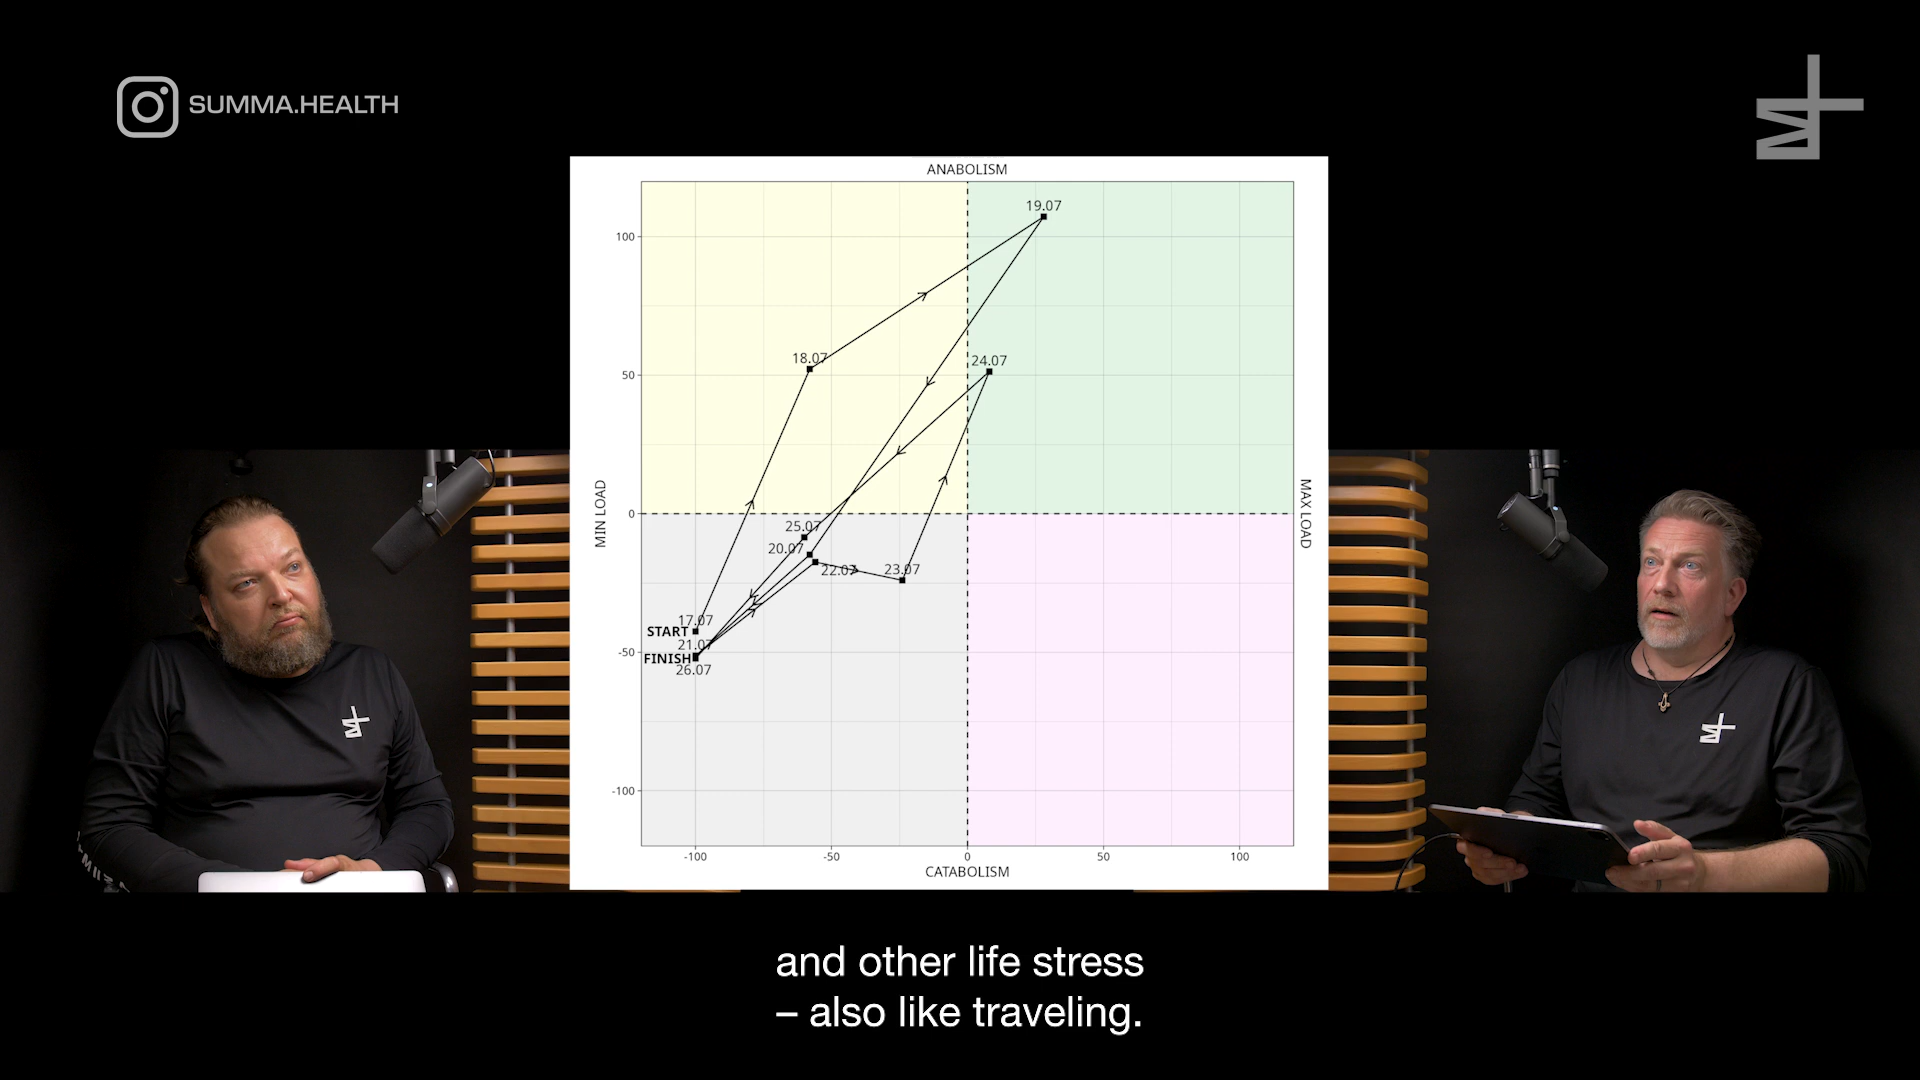 SUMMA.HEALTH
ANABOLISM
19.07
100
18.07
24.07
50
MIN LOAD
MAX LOAD
0
25.07
20.07
22.07
23.07
17.07
START
21.07
-50
FINISH
26.07
-100
-100
-50
0
50
100
CATABOLISM
and other life stress
– also like traveling.